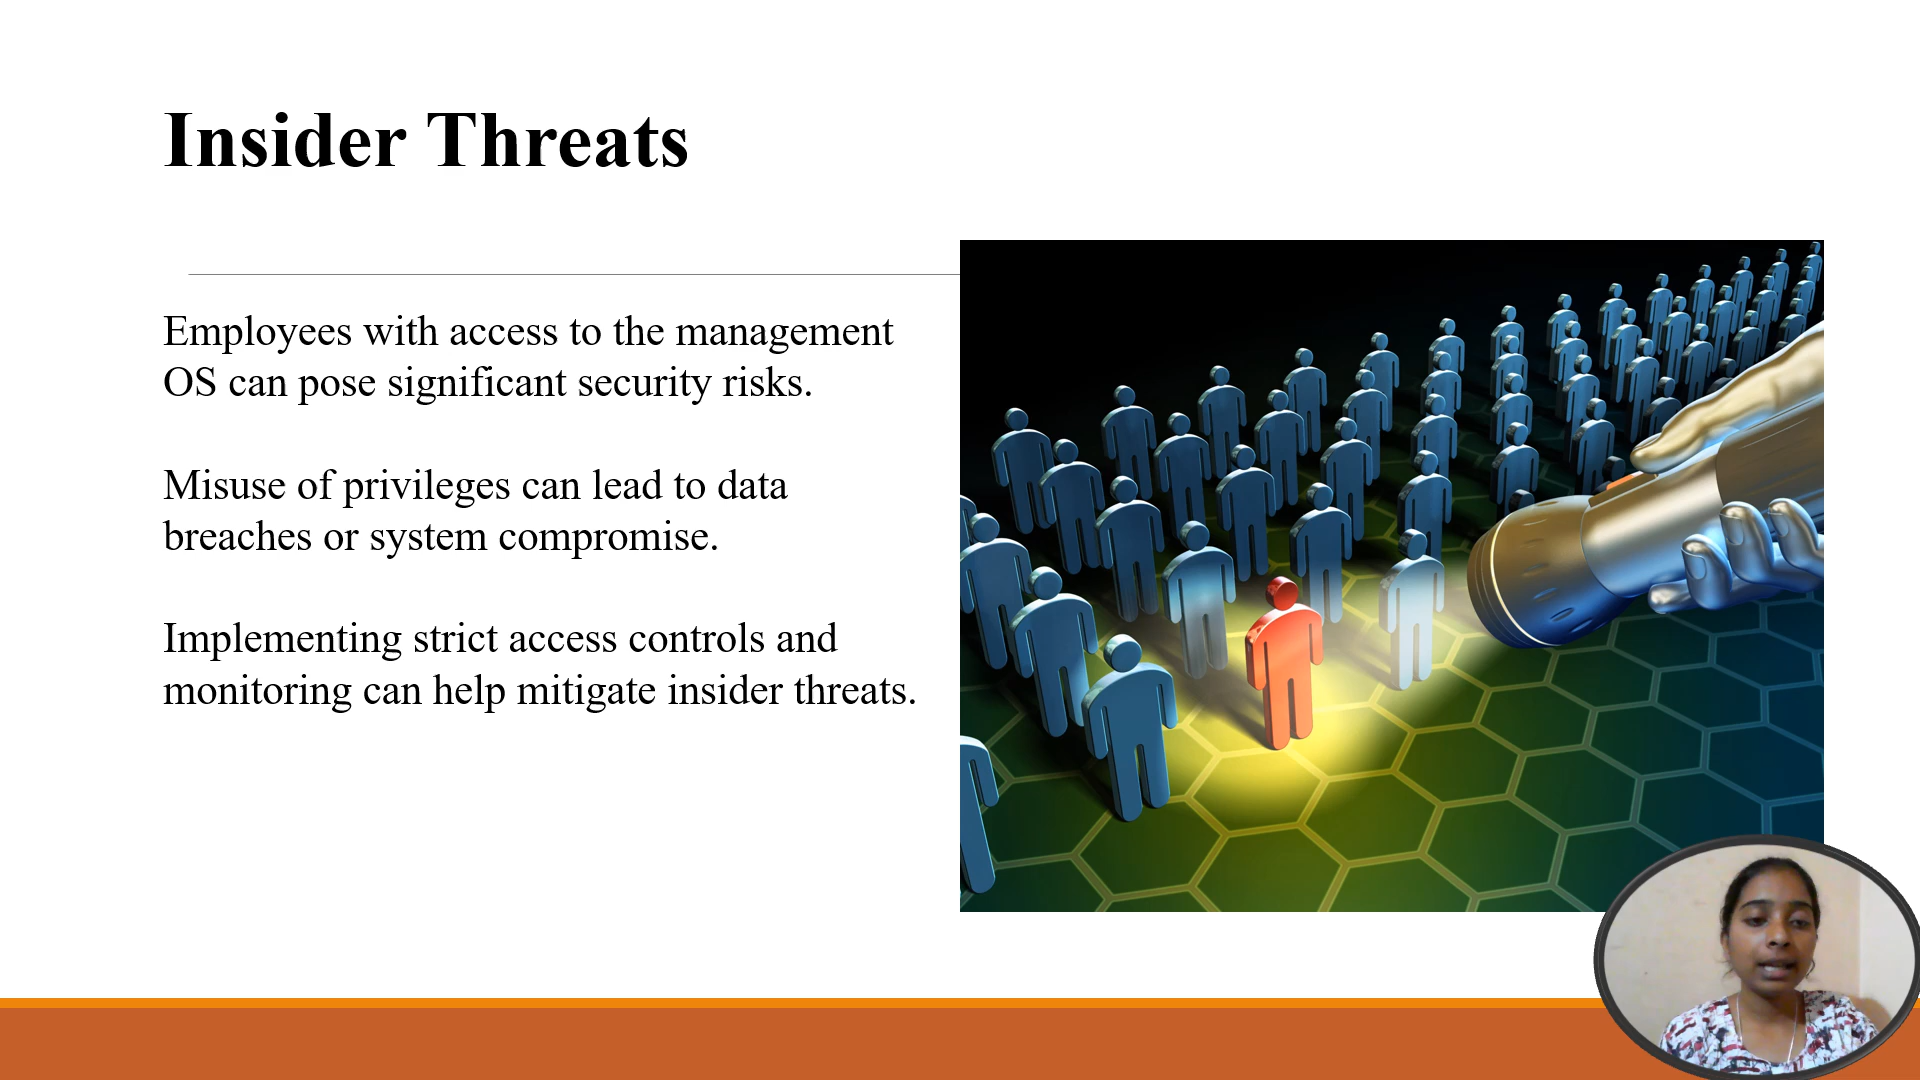 Insider Threats
Employees with access to the management
OS can pose significant security risks.
Misuse of privileges can lead to data
breaches or system compromise.
Implementing strict access controls and
monitoring can help mitigate insider threats.